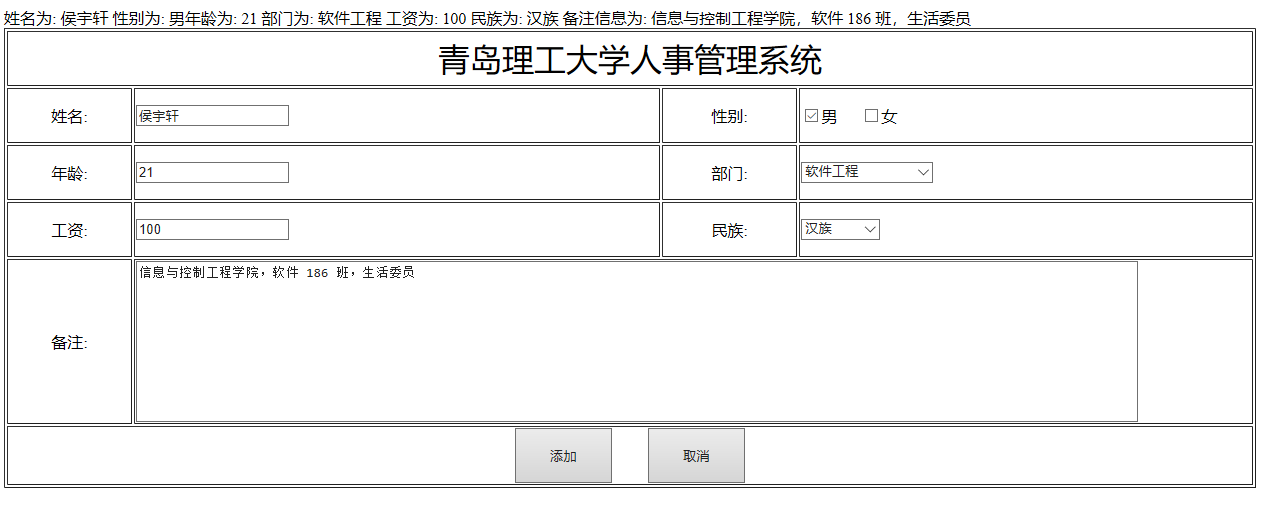 姓名为: 侯宇轩 性别为: 男年龄为: 21 部门为: 软件工程 工资为: 100 民族为: 汉族 备注信息为: 信息与控制工程学院，软件 186 班，生活委员
青岛理工大学人事管理系统
姓名: 侯宇轩 性别: 男 女
年龄: 21 部门: 软件工程
工资: 100 民族: 汉族
信息与控制工程学院，软件 186 班，生活委员
备注:
添加 取消